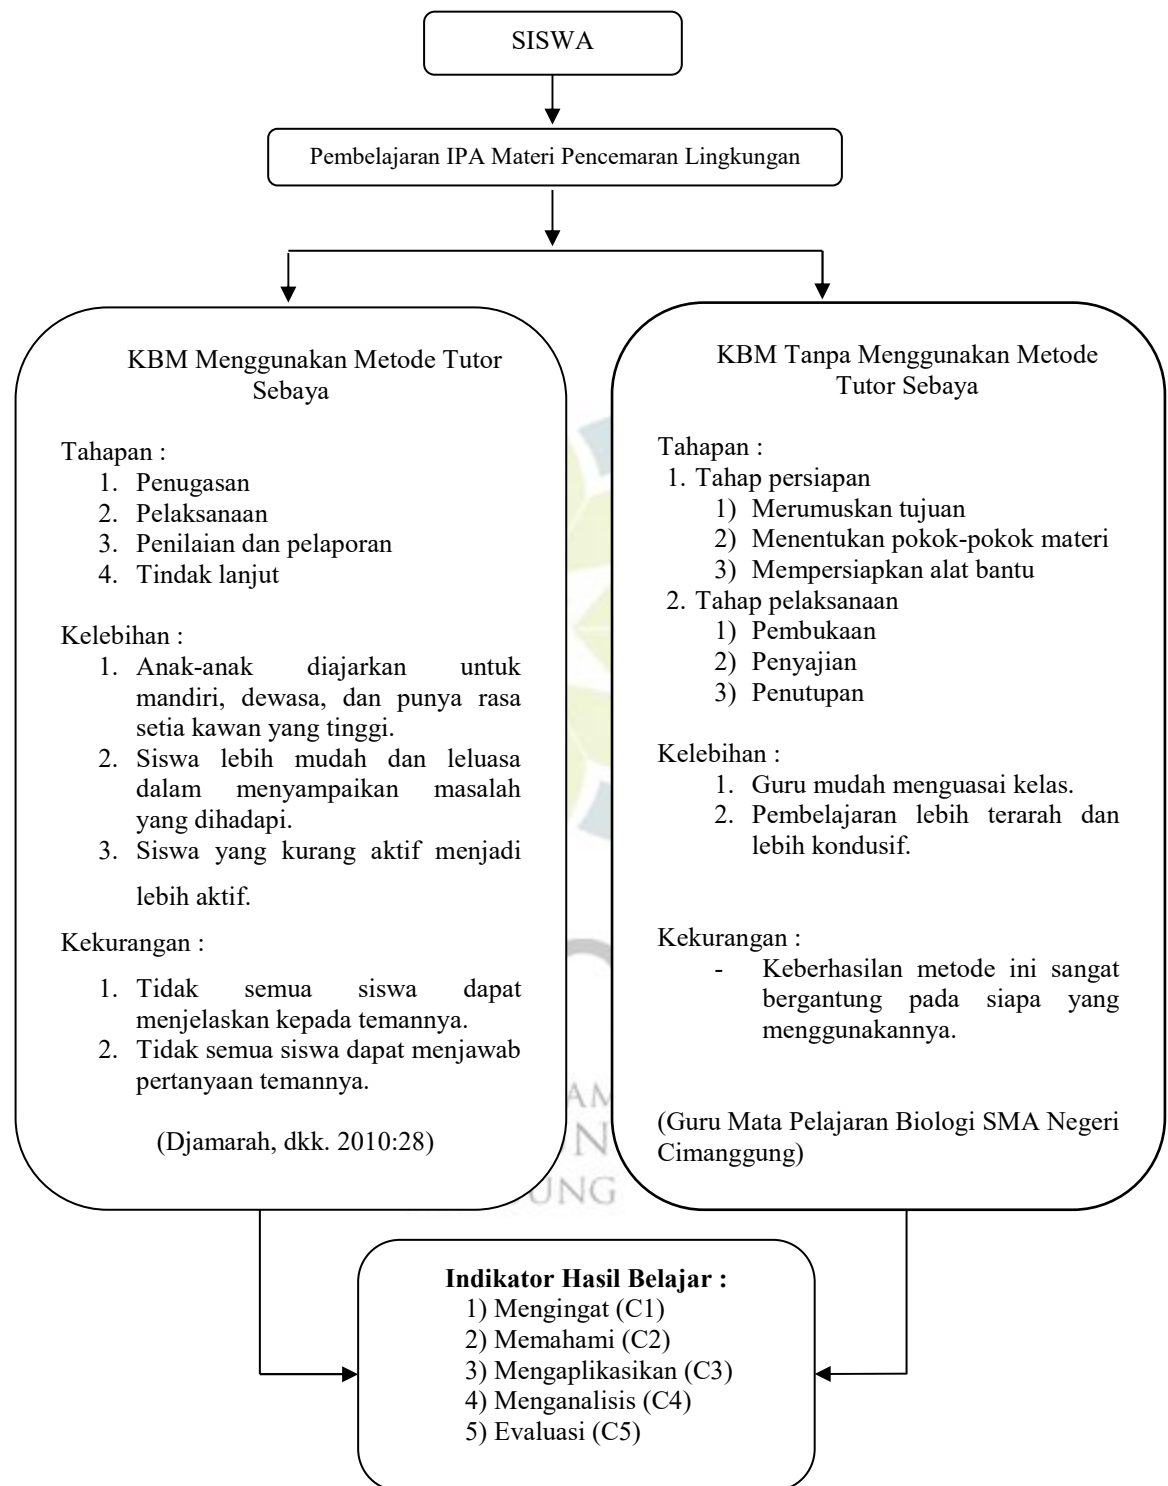 SISWA
Pembelajaran IPA Materi Pencemaran Lingkungan
KBM Menggunakan Metode Tutor
Sebaya
Tahapan :
1. Penugasan
2. Pelaksanaan
3. Penilaian dan pelaporan
4. Tindak lanjut
Kelebihan :
1. Anak-anak diajarkan untuk
mandiri, dewasa, dan punya rasa
setia kawan yang tinggi.
2. Siswa lebih mudah dan leluasa
dalam menyampaikan masalah
yang dihadapi.
3. Siswa yang kurang aktif menjadi
lebih aktif.
Kekurangan :
1. Tidak semua siswa dapat
menjelaskan kepada temannya.
2. Tidak semua siswa dapat menjawab
pertanyaan temannya.
(Djamarah, dkk. 2010:28)
KBM Tanpa Menggunakan Metode
Tutor Sebaya
Tahapan :
1. Tahap persiapan
1) Merumuskan tujuan
2) Menentukan pokok-pokok materi
3) Mempersiapkan alat bantu
2. Tahap pelaksanaan
1) Pembukaan
2) Penyajian
3) Penutupan
Kelebihan :
1. Guru mudah menguasai kelas.
2. Pembelajaran lebih terarah dan
lebih kondusif.
Kekurangan :
- Keberhasilan metode ini sangat
bergantung pada siapa yang
menggunakannya.
(Guru Mata Pelajaran Biologi SMA Negeri
Cimanggung)
Indikator Hasil Belajar :
1) Mengingat (C1)
2) Memahami (C2)
3) Mengaplikasikan (C3)
4) Menganalisis (C4)
5) Evaluasi (C5)